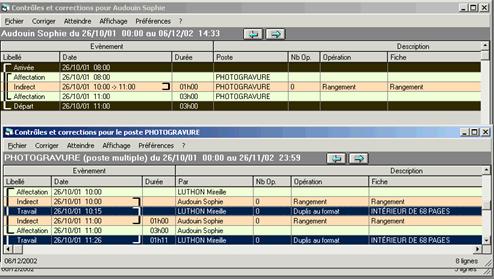 Contrôles et corrections pour Audouin Sophie
Fichier Corriger Atteindre Affichage Préférences ?
Audouin Sophie du 26/10/01 00:00 au 06/12/02 14:33
Evènement Description
Libellé Date Durée Poste Nb Op. Opération Fiche
Arrivée 26/10/01 08:00
Affectation 26/10/01 08:00 PHOTOGRAVURE
Indirect 26/10/01 10:00 -> 11:00 01h00 PHOTOGRAVURE 0 Rangement Rangement
Affectation 26/10/01 11:00 03h00 PHOTOGRAVURE
Départ 26/10/01 11:00 03h00
Contrôles et corrections pour le poste PHOTOGRAVURE
Fichier Corriger Atteindre Affichage Préférences ?
PHOTOGRAVURE (poste multiple) du 26/10/01 00:00 au 26/11/02 23:59
Evènement Description
Libellé Date Durée Par Nb Op. Opération Fiche
Affectation 26/10/01 10:00 LUTHON Mireille
Indirect 26/10/01 10:00 Audouin Sophie 0 Rangement Rangement
Travail 26/10/01 10:15 LUTHON Mireille 0 Duplis au format INTÉRIEUR DE 68 PAGES
Indirect 26/10/01 11:00 01h00 Audouin Sophie 0 Rangement Rangement
Affectation 26/10/01 11:00 03h00 Audouin Sophie
Travail 26/10/01 11:26 01h11 LUTHON Mireille 0 Duplis au format INTÉRIEUR DE 68 PAGES
06/12/2002 8 lignes